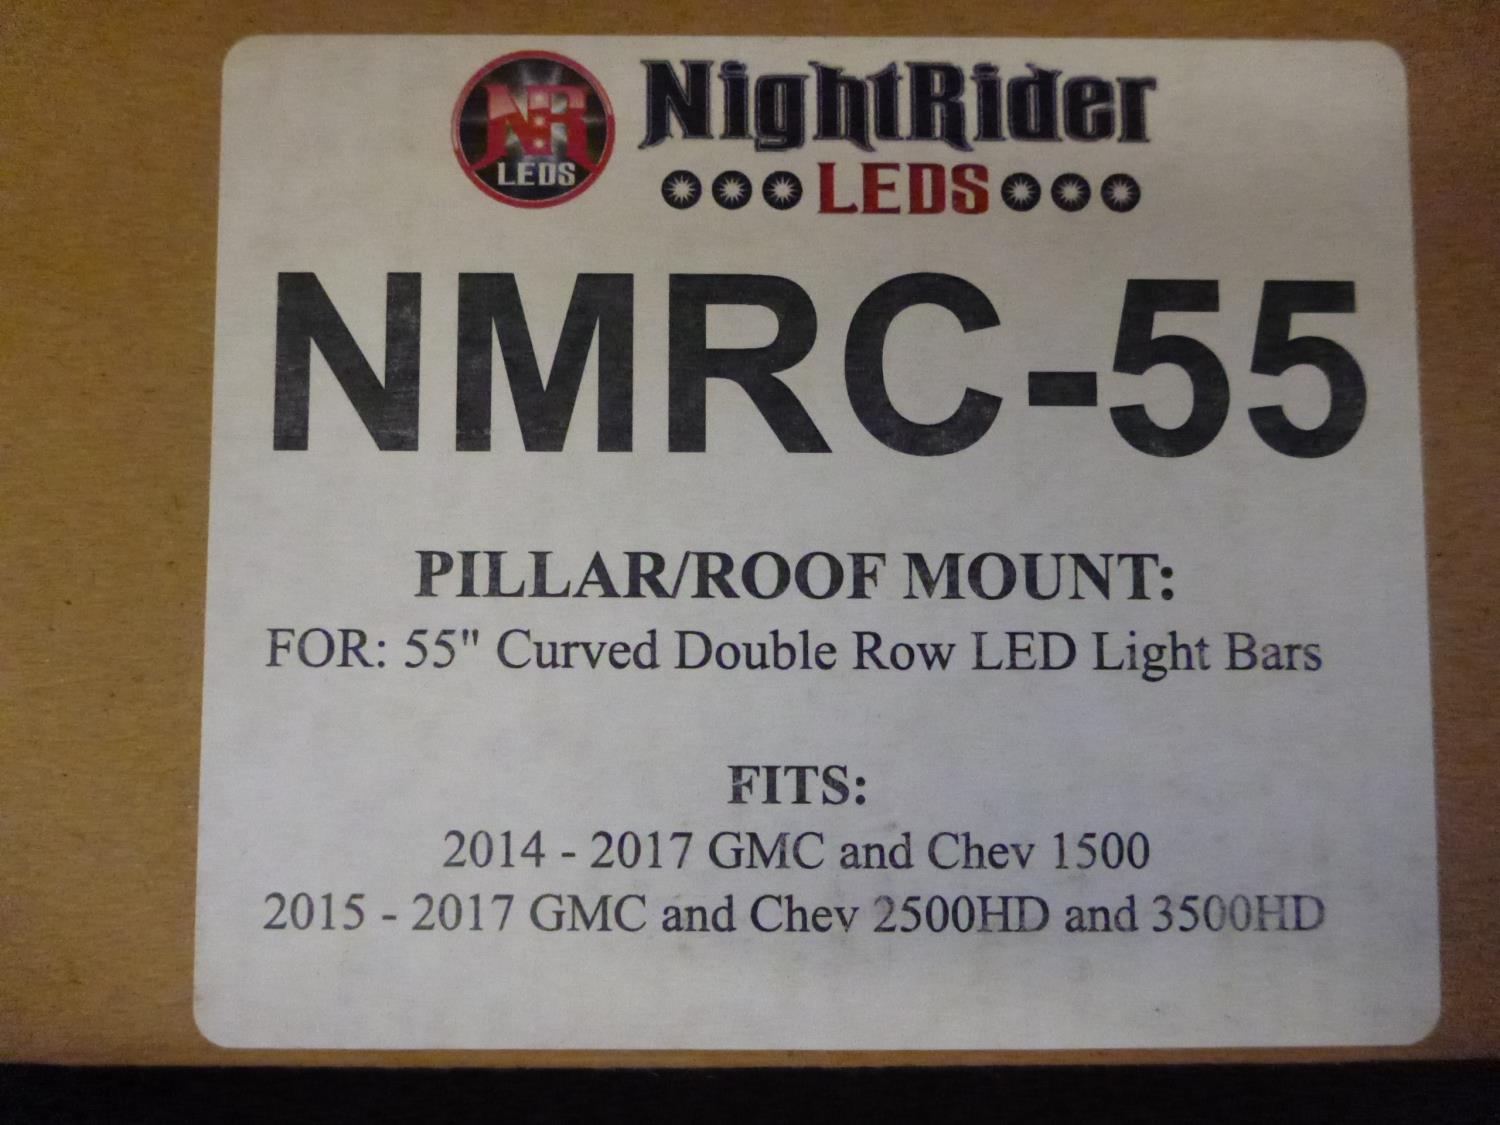 NR
LEDS
NightRider
LEDS
NMRC-55
PILLAR/ROOF MOUNT:
FOR: 55" Curved Double Row LED Light Bars
FITS:
2014 - 2017 GMC and Chev 1500
2015 - 2017 GMC and Chev 2500HD and 3500HD